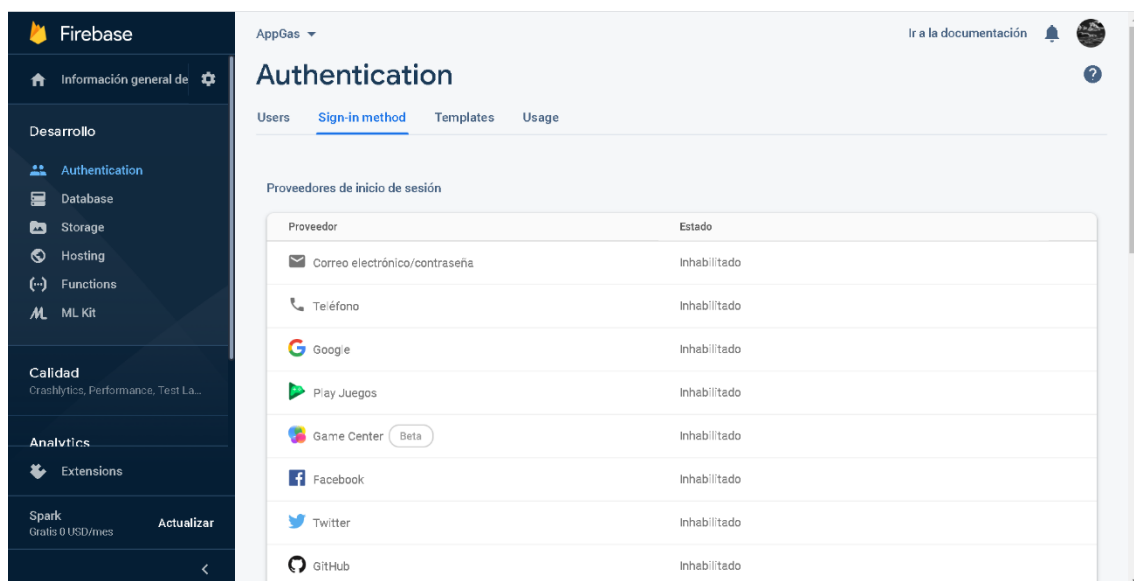 Firebase
AppGas
Ir a la documentación
Información general de
Authentication
Users Sign-in method Templates Usage
Desarrollo
Authentication
Database
Storage
Hosting
Functions
ML Kit
Calidad
Crashlytics, Performance, Test La...
Analytics
Extensions
Spark
Gratis 0 USD/mes
Actualizar
Proveedores de inicio de sesión
Proveedor Estado
Correo electrónico/contraseña Inhabilitado
Teléfono Inhabilitado
Google Inhabilitado
Play Juegos Inhabilitado
Game Center Beta Inhabilitado
Facebook Inhabilitado
Twitter Inhabilitado
GitHub Inhabilitado